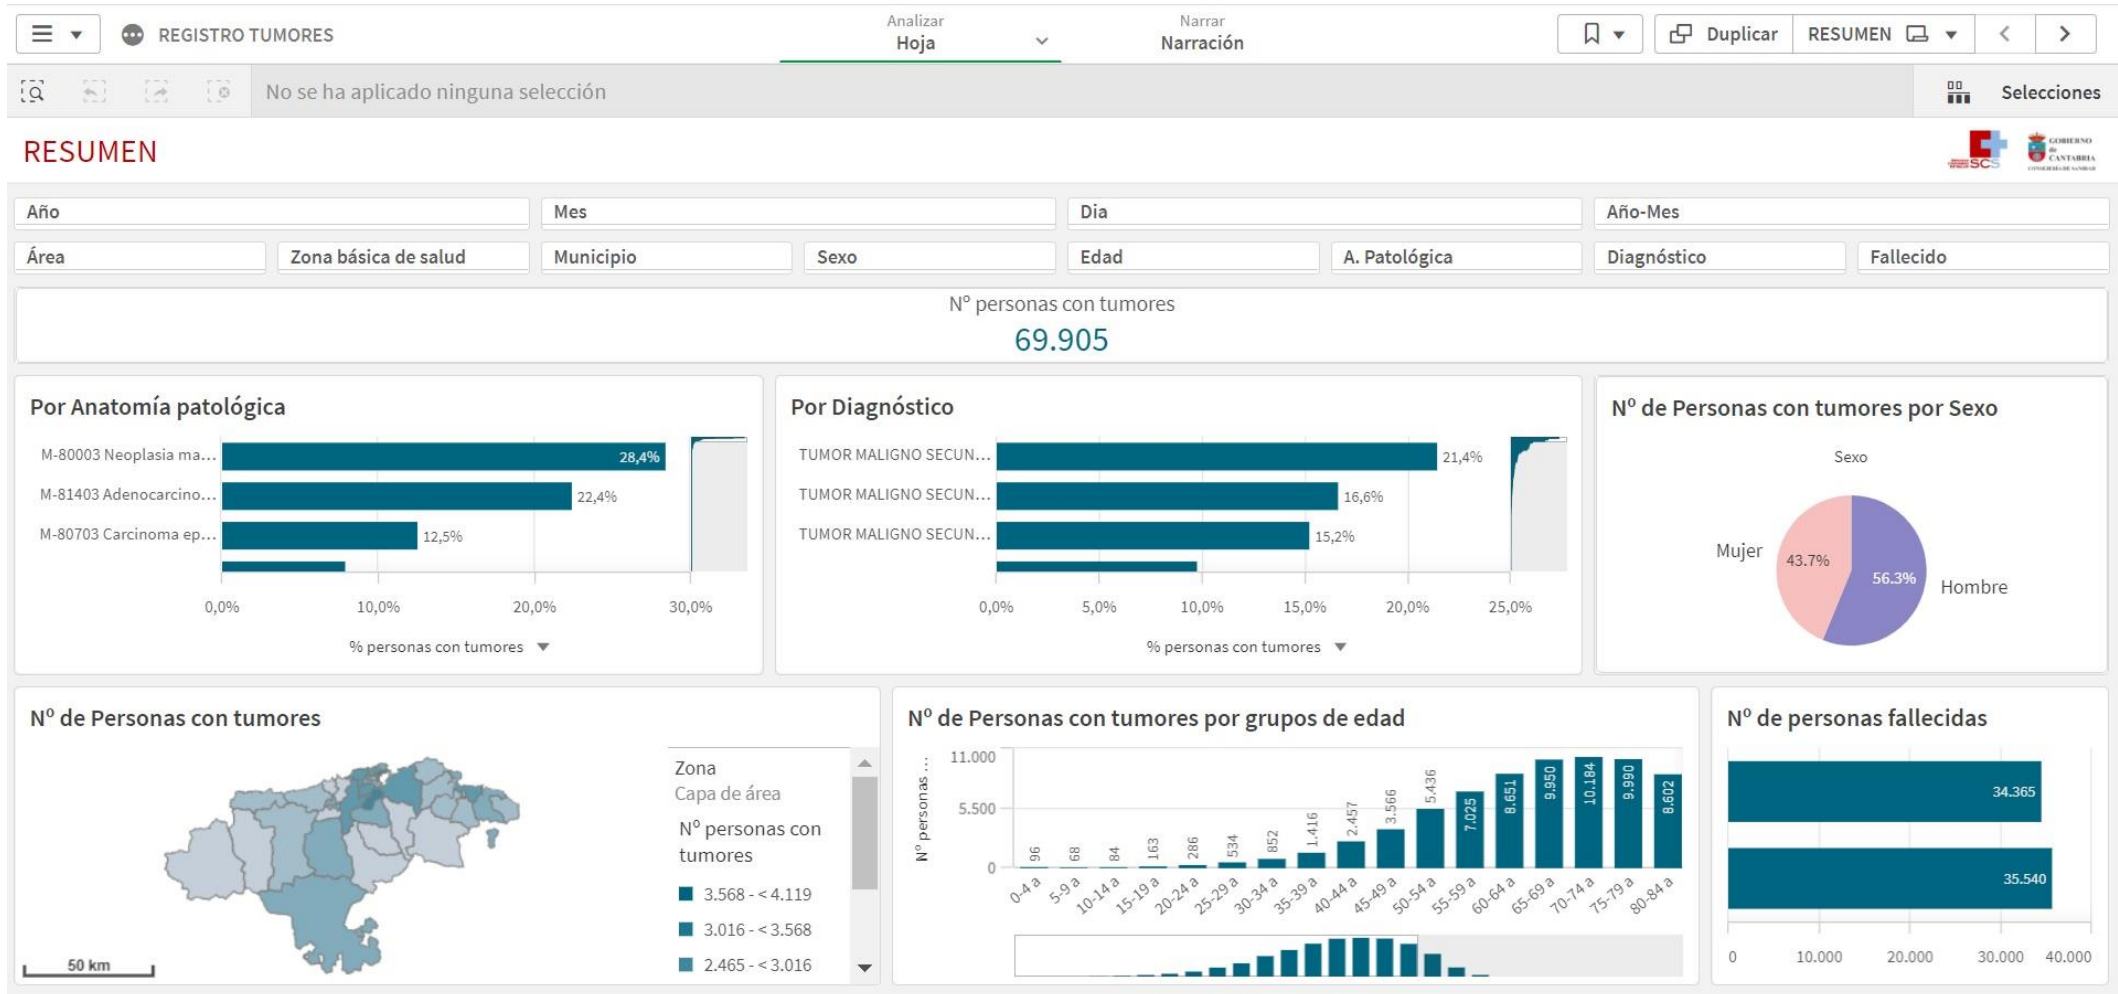 REGISTRO TUMORES
Analizar
Hoja
Narrar
Narración
Duplicar
RESUMEN
No se ha aplicado ninguna selección
Selecciones
RESUMEN
SCS
GOBIERNO
de
CANTABRIA
CONSEJERÍA DE SANIDAD
Año
Mes
Dia
Año-Mes
Área
Zona básica de salud
Municipio
Sexo
Edad
A. Patológica
Diagnóstico
Fallecido
Nº personas con tumores
69.905
Por Anatomía patológica
M-80003 Neoplasia ma...
28,4%
M-81403 Adenocarcino...
22,4%
M-80703 Carcinoma ep...
12,5%
0,0%
10,0%
20,0%
30,0%
% personas con tumores
Por Diagnóstico
TUMOR MALIGNO SECUN...
21,4%
TUMOR MALIGNO SECUN...
16,6%
TUMOR MALIGNO SECUN...
15,2%
0,0%
5,0%
10,0%
15,0%
20,0%
25,0%
% personas con tumores
Nº de Personas con tumores por Sexo
Sexo
Mujer
43.7%
56.3%
Hombre
Nº de Personas con tumores
50 km
Zona
Capa de área
Nº personas con
tumores
3.568 - < 4.119
3.016 - < 3.568
2.465 - < 3.016
Nº de Personas con tumores por grupos de edad
Nº personas ...
11.000
5.500
0
96
68
84
163
286
534
852
1.416
2.457
3.566
5.436
7.025
8.651
9.950
10.184
9.990
8.602
0-4 a
5-9 a
10-14 a
15-19 a
20-24 a
25-29 a
30-34 a
35-39 a
40-44 a
45-49 a
50-54 a
55-59 a
60-64 a
65-69 a
70-74 a
75-79 a
80-84 a
Nº de personas fallecidas
34.365
35.540
0
10.000
20.000
30.000
40.000